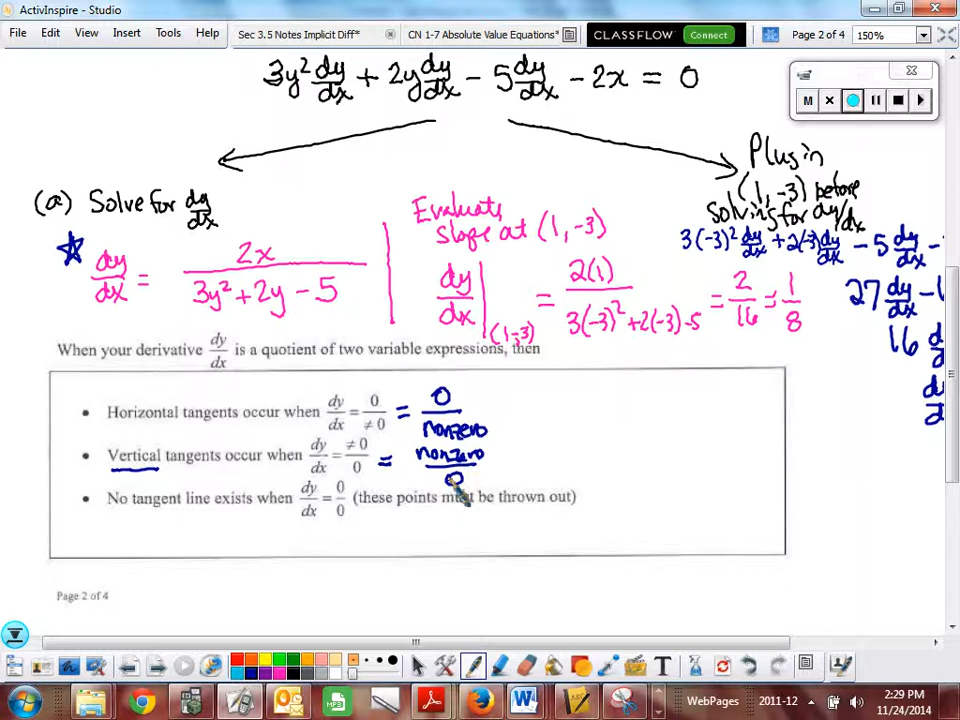 ActivInspire - Studio
File Edit View Insert Tools Help
Sec 3.5 Notes Implicit Diff*
CN 1-7 Absolute Value Equations*
CLASSFLOW Connect
Page 2 of 4
150%
M
3y² dy/dx + 2y dy/dx - 5 dy/dx - 2x = 0
Plug in
(1, -3) before
solving for dy/dx
3(-3)² dy/dx + 2(-3) dy/dx - 5 dy/dx -
27 dy/dx -
16
(a) Solve for dy/dx
dy/dx = 2x / (3y² + 2y - 5)
Evaluate
slope at (1, -3)
dy/dx |(1,-3) = 2(1) / (3(-3)² + 2(-3) - 5) = 2/16 = 1/8
When your derivative dy/dx is a quotient of two variable expressions, then
• Horizontal tangents occur when dy/dx = 0/≠0 = 0/nonzero
• Vertical tangents occur when dy/dx = ≠0/0 = nonzero/0
• No tangent line exists when dy/dx = 0/0 (these points must be thrown out)
Page 2 of 4
WebPages
2011-12
2:29 PM
11/24/2014